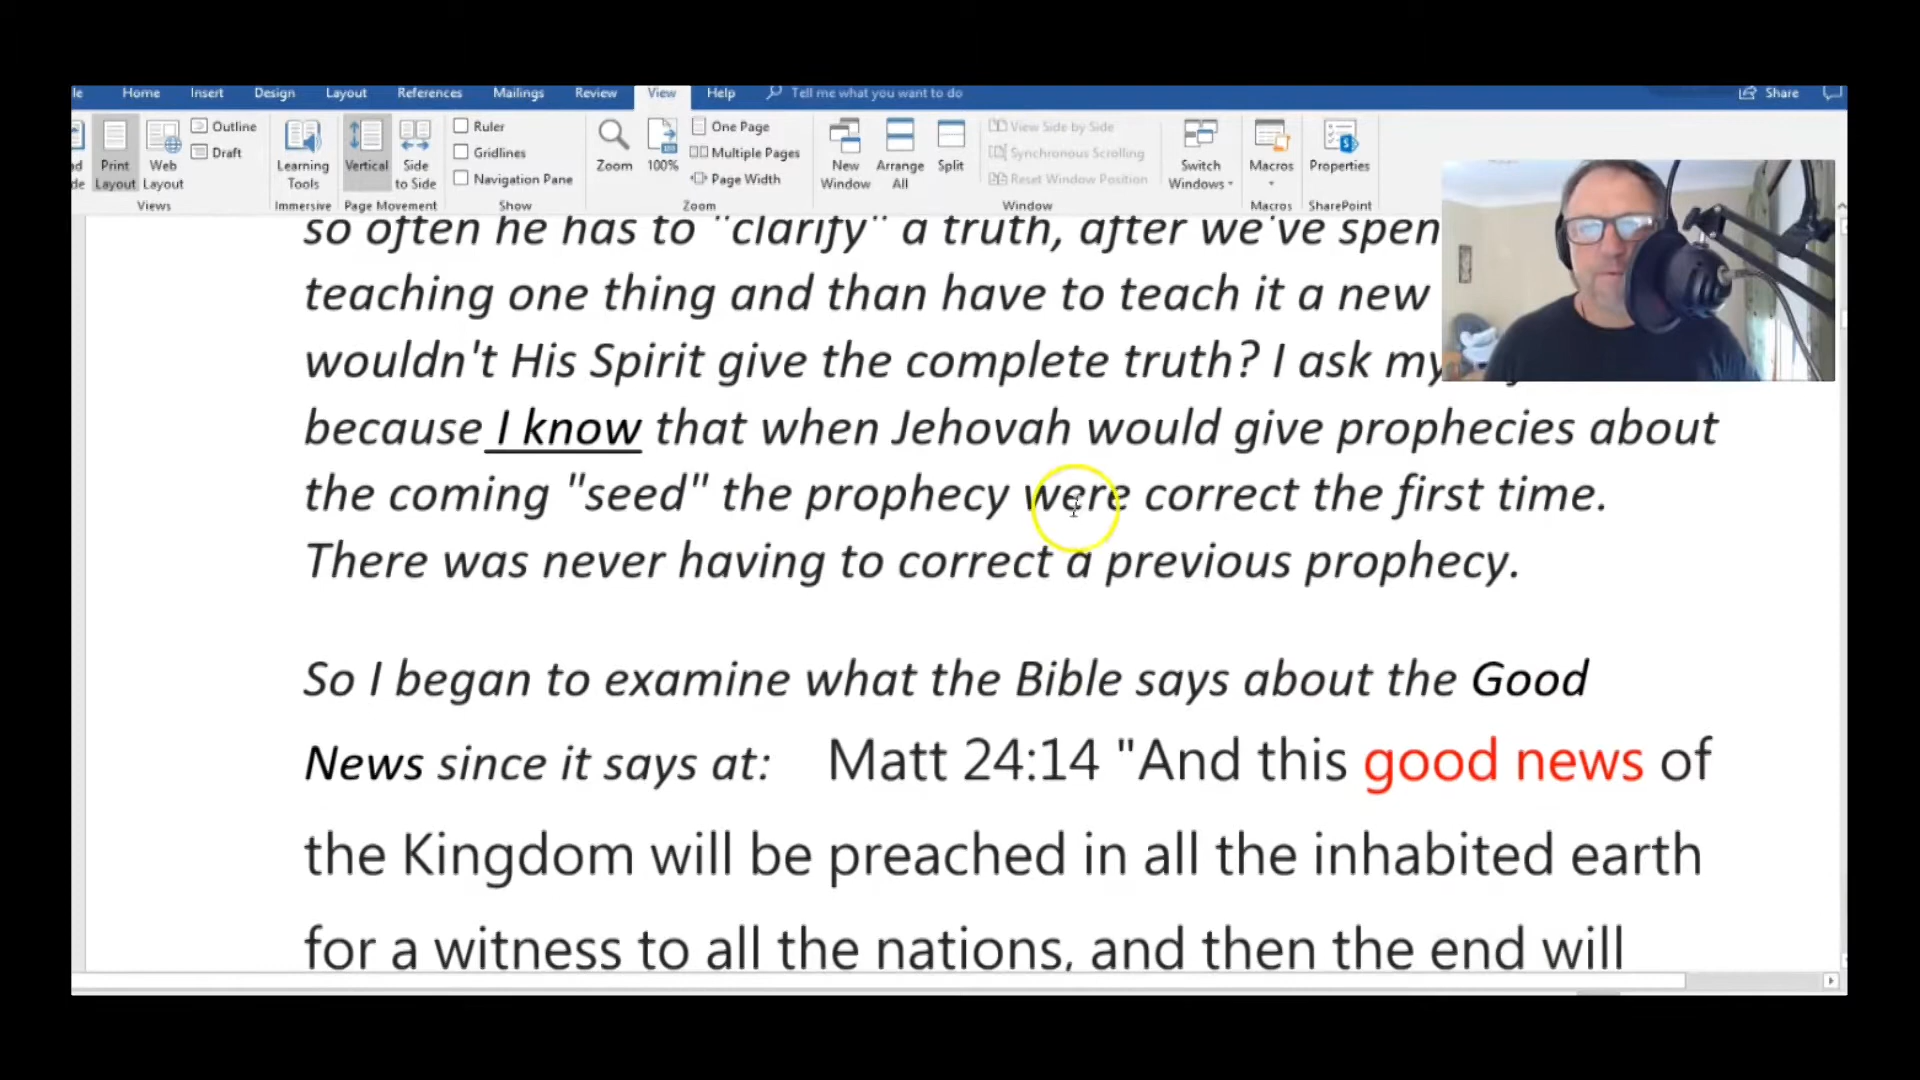 le Home Insert Design Layout References Mailings Review View Help Tell me what you want to do Share
Print Layout
Web Layout
Outline
Draft
Views
Learning Tools
Immersive
Vertical
Side to Side
Page Movement
Ruler
Gridlines
Navigation Pane
Show
Zoom
100%
One Page
Multiple Pages
Page Width
Zoom
New Window
Arrange All
Split
View Side by Side
Synchronous Scrolling
Reset Window Position
Window
Switch Windows
Macros
Macros
Properties
SharePoint
so often he has to "clarify" a truth, after we've spen
teaching one thing and than have to teach it a new
wouldn't His Spirit give the complete truth? I ask my
because I know that when Jehovah would give prophecies about
the coming "seed" the prophecy were correct the first time.
There was never having to correct a previous prophecy.
So I began to examine what the Bible says about the Good
News since it says at: Matt 24:14 "And this good news of
the Kingdom will be preached in all the inhabited earth
for a witness to all the nations, and then the end will